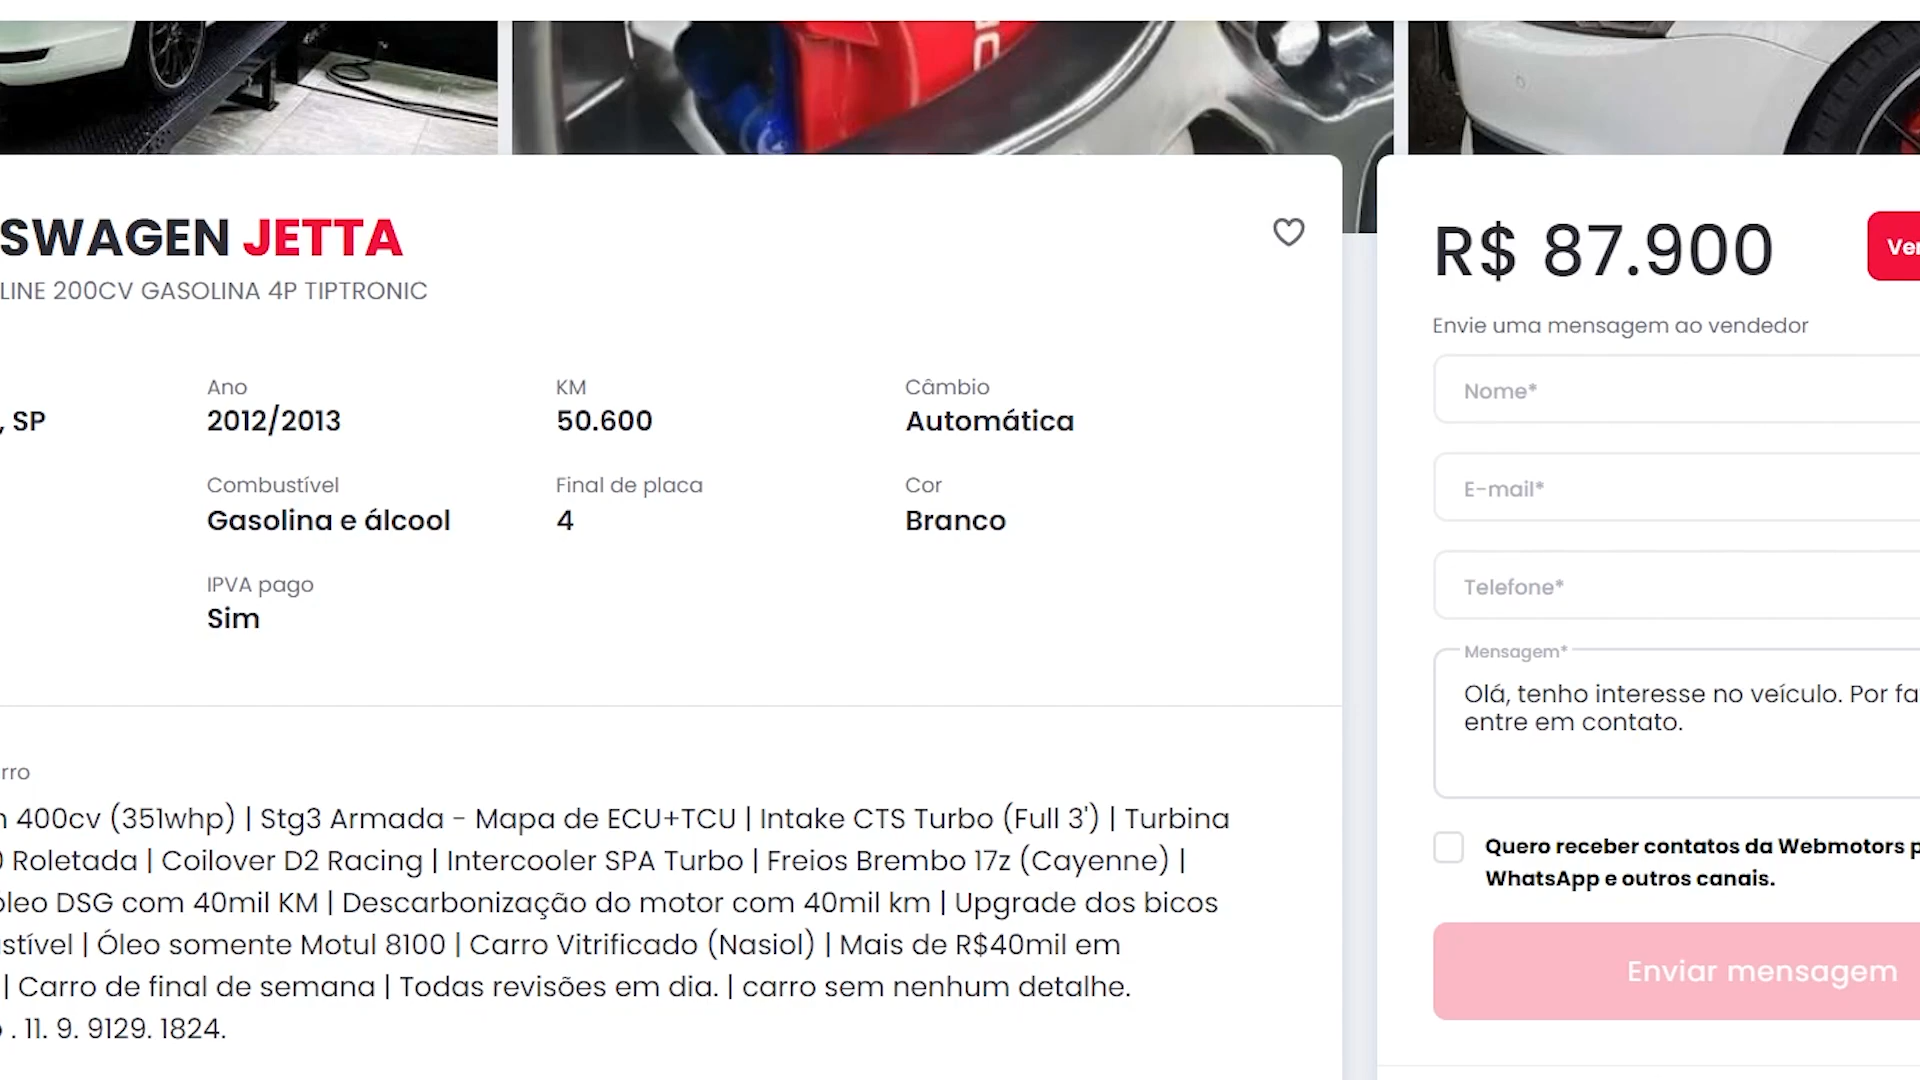 SWAGEN JETTA
LINE 200CV GASOLINA 4P TIPTRONIC
, SP
Ano
2012/2013
KM
50.600
Câmbio
Automática
Combustível
Gasolina e álcool
Final de placa
4
Cor
Branco
IPVA pago
Sim
rro
400cv (351whp) | Stg3 Armada - Mapa de ECU+TCU | Intake CTS Turbo (Full 3') | Turbina
Roletada | Coilover D2 Racing | Intercooler SPA Turbo | Freios Brembo 17z (Cayenne) |
óleo DSG com 40mil KM | Descarbonização do motor com 40mil km | Upgrade dos bicos
stível | Óleo somente Motul 8100 | Carro Vitrificado (Nasiol) | Mais de R$40mil em
| Carro de final de semana | Todas revisões em dia. | carro sem nenhum detalhe.
. 11. 9. 9129. 1824.
R$ 87.900
Ver
Envie uma mensagem ao vendedor
Nome*
E-mail*
Telefone*
Mensagem*
Olá, tenho interesse no veículo. Por fa
entre em contato.
Quero receber contatos da Webmotors p
WhatsApp e outros canais.
Enviar mensagem